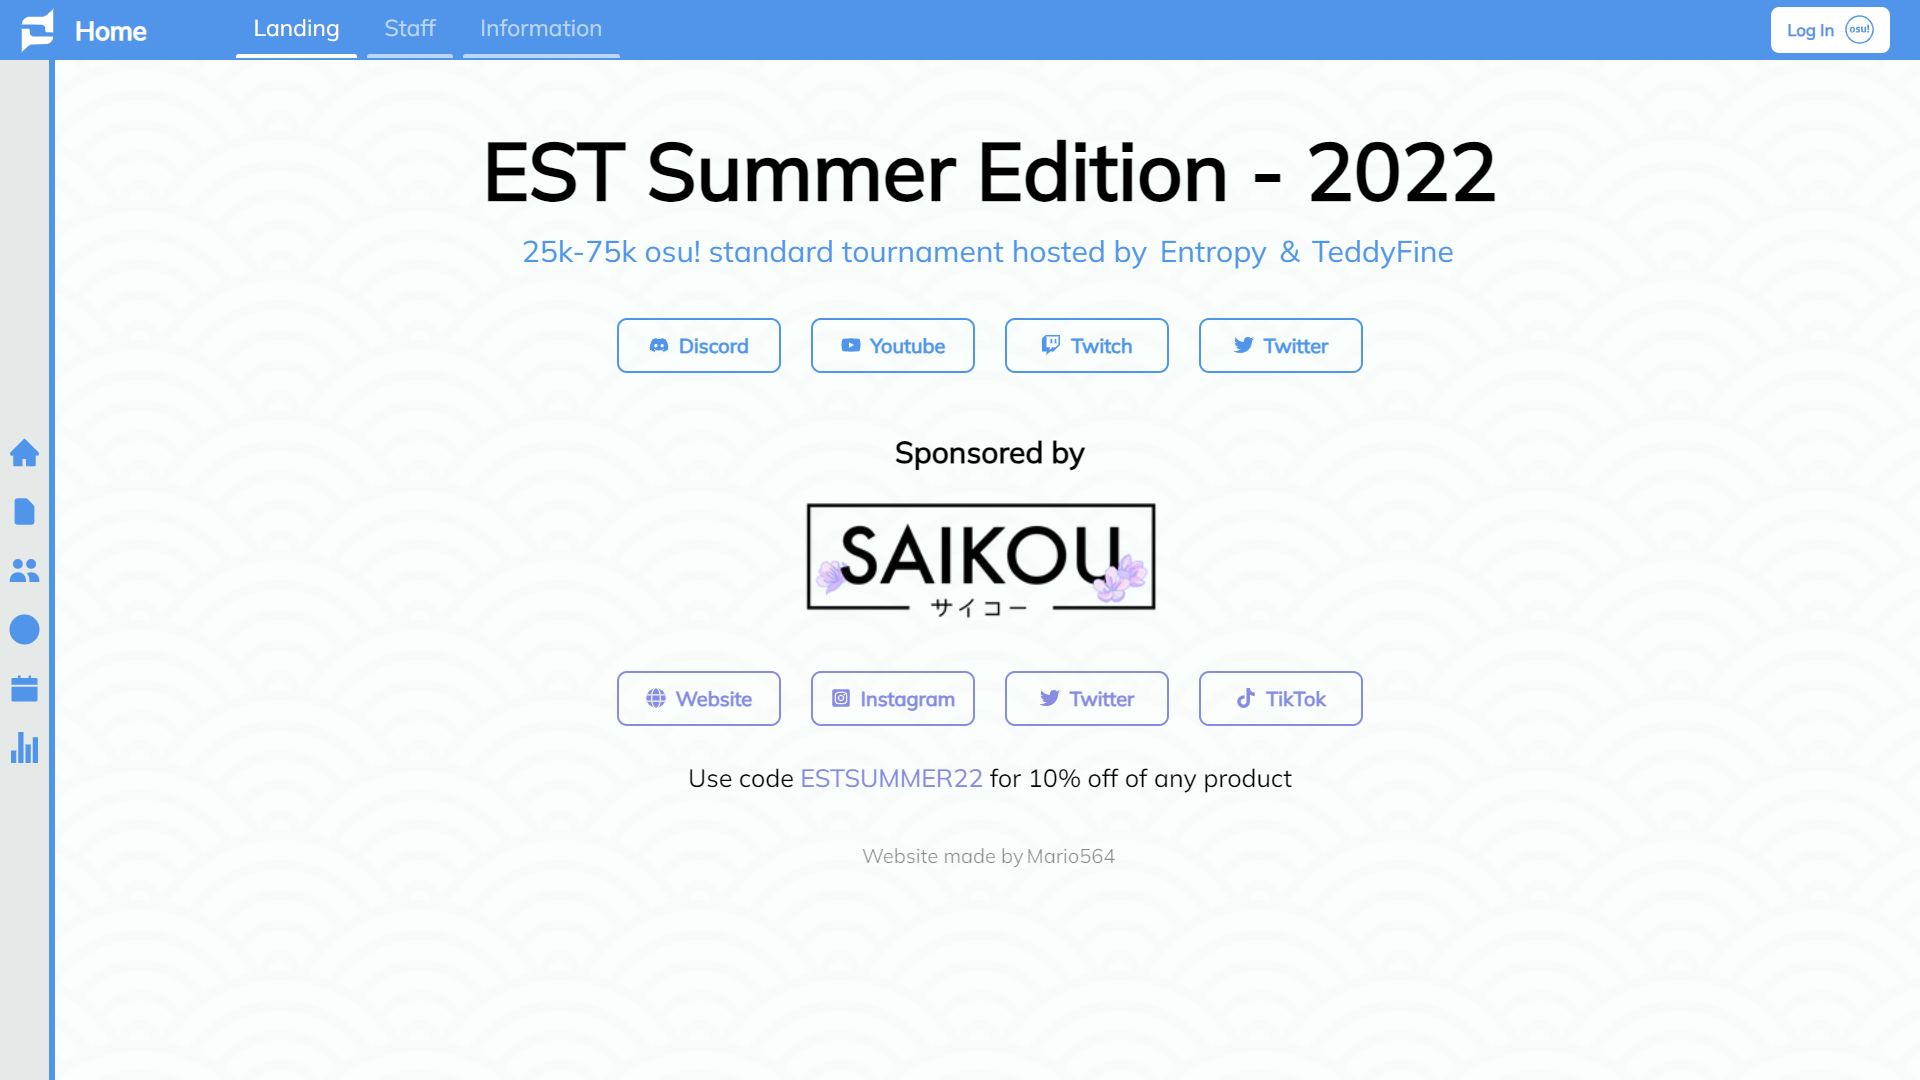 Home
Landing
Staff
Information
Log In
osu!
EST Summer Edition - 2022
25k-75k osu! standard tournament hosted by Entropy & TeddyFine
Discord
Youtube
Twitch
Twitter
Sponsored by
SAIKOU
サイコー
Website
Instagram
Twitter
TikTok
Use code ESTSUMMER22 for 10% off of any product
Website made by Mario564